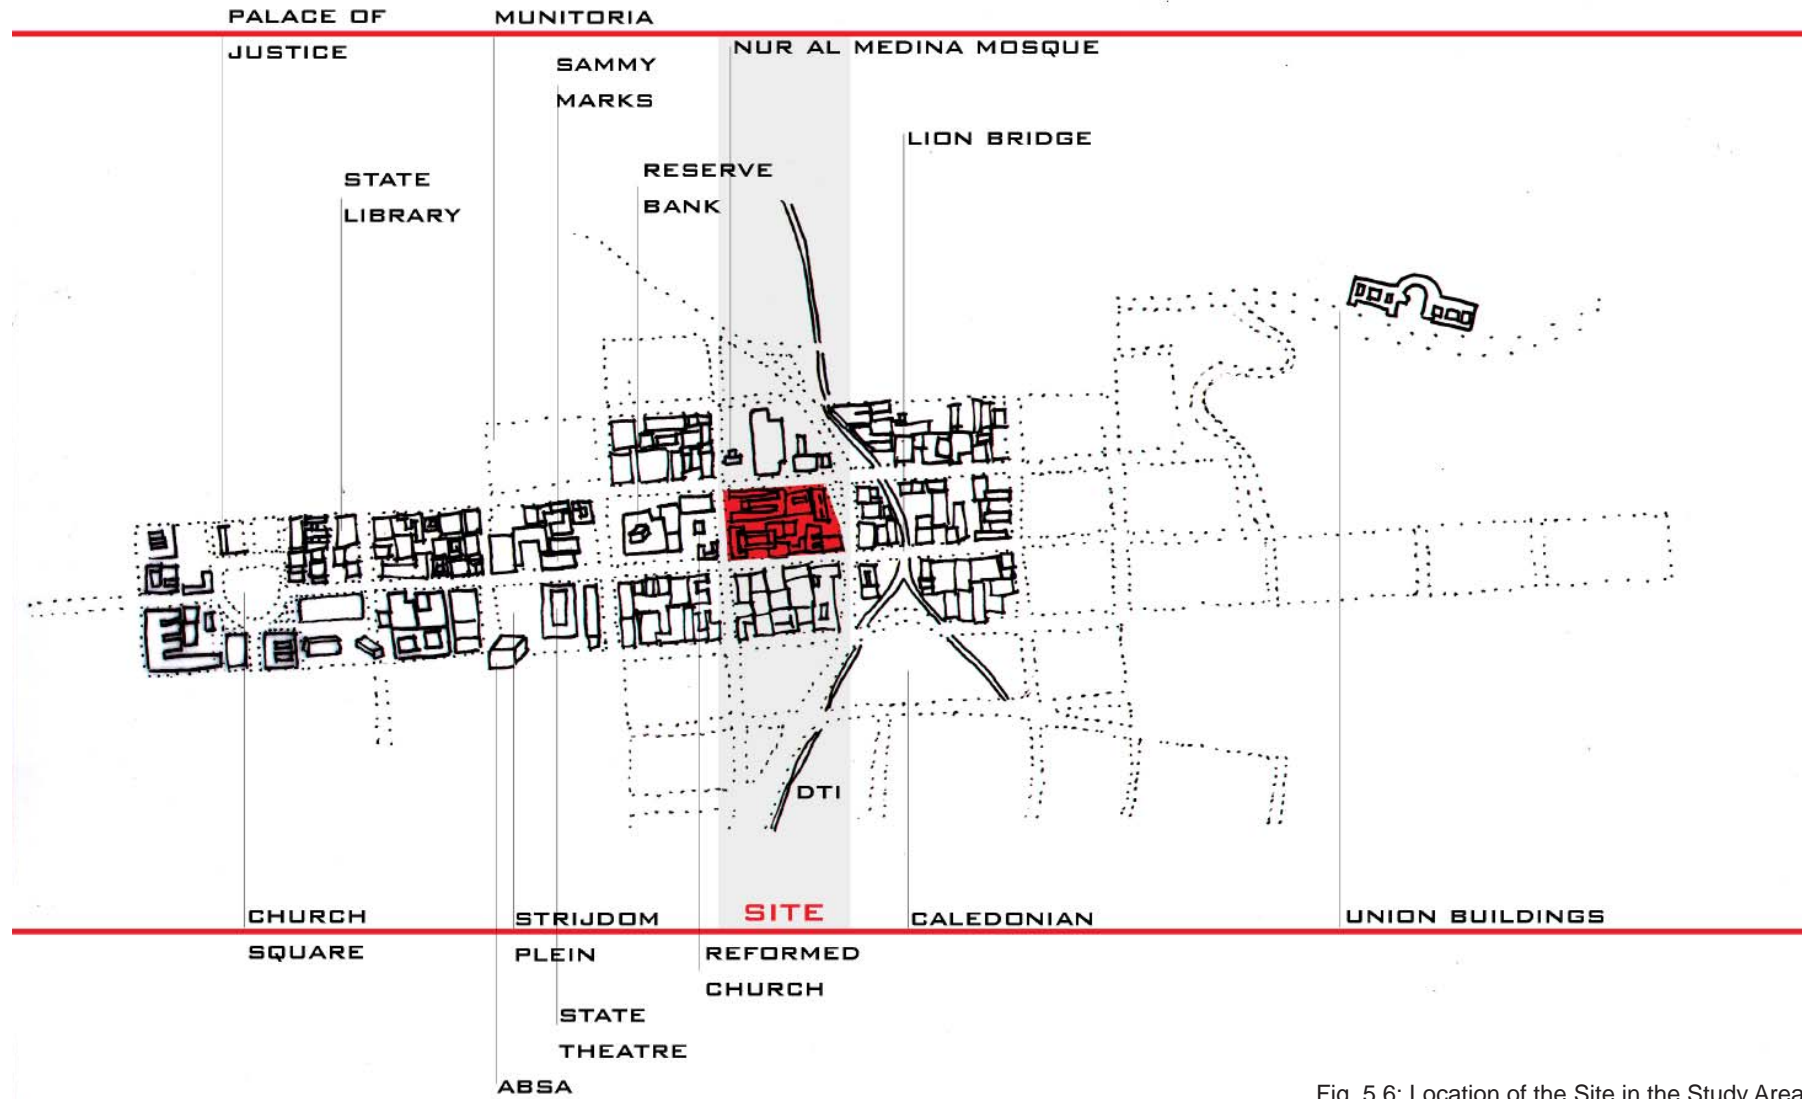 PALACE OF
JUSTICE
MUNITORIA
SAMMY
MARKS
NUR AL MEDINA MOSQUE
LION BRIDGE
STATE
LIBRARY
RESERVE
BANK
DTI
CHURCH
SQUARE
STRIJDOM
PLEIN
SITE
CALEDONIAN
UNION BUILDINGS
REFORMED
CHURCH
STATE
THEATRE
ABSA
Fig. 5.6: Location of the Site in the Study Area